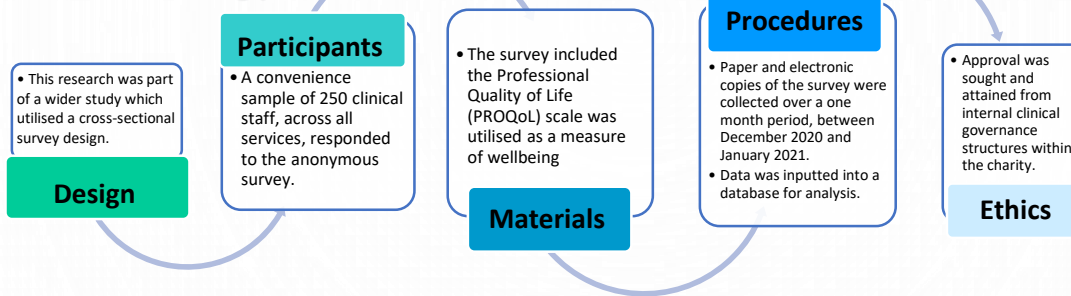 • This research was part
of a wider study which
utilised a cross-sectional
survey design.
Design
Participants
• A convenience
sample of 250 clinical
staff, across all
services, responded
to the anonymous
survey.
• The survey included
the Professional
Quality of Life
(PROQoL) scale was
utilised as a measure
of wellbeing
Materials
Procedures
• Paper and electronic
copies of the survey were
collected over a one
month period, between
December 2020 and
January 2021.
• Data was inputted into a
database for analysis.
• Approval was
sought and
attained from
internal clinical
governance
structures within
the charity.
Ethics